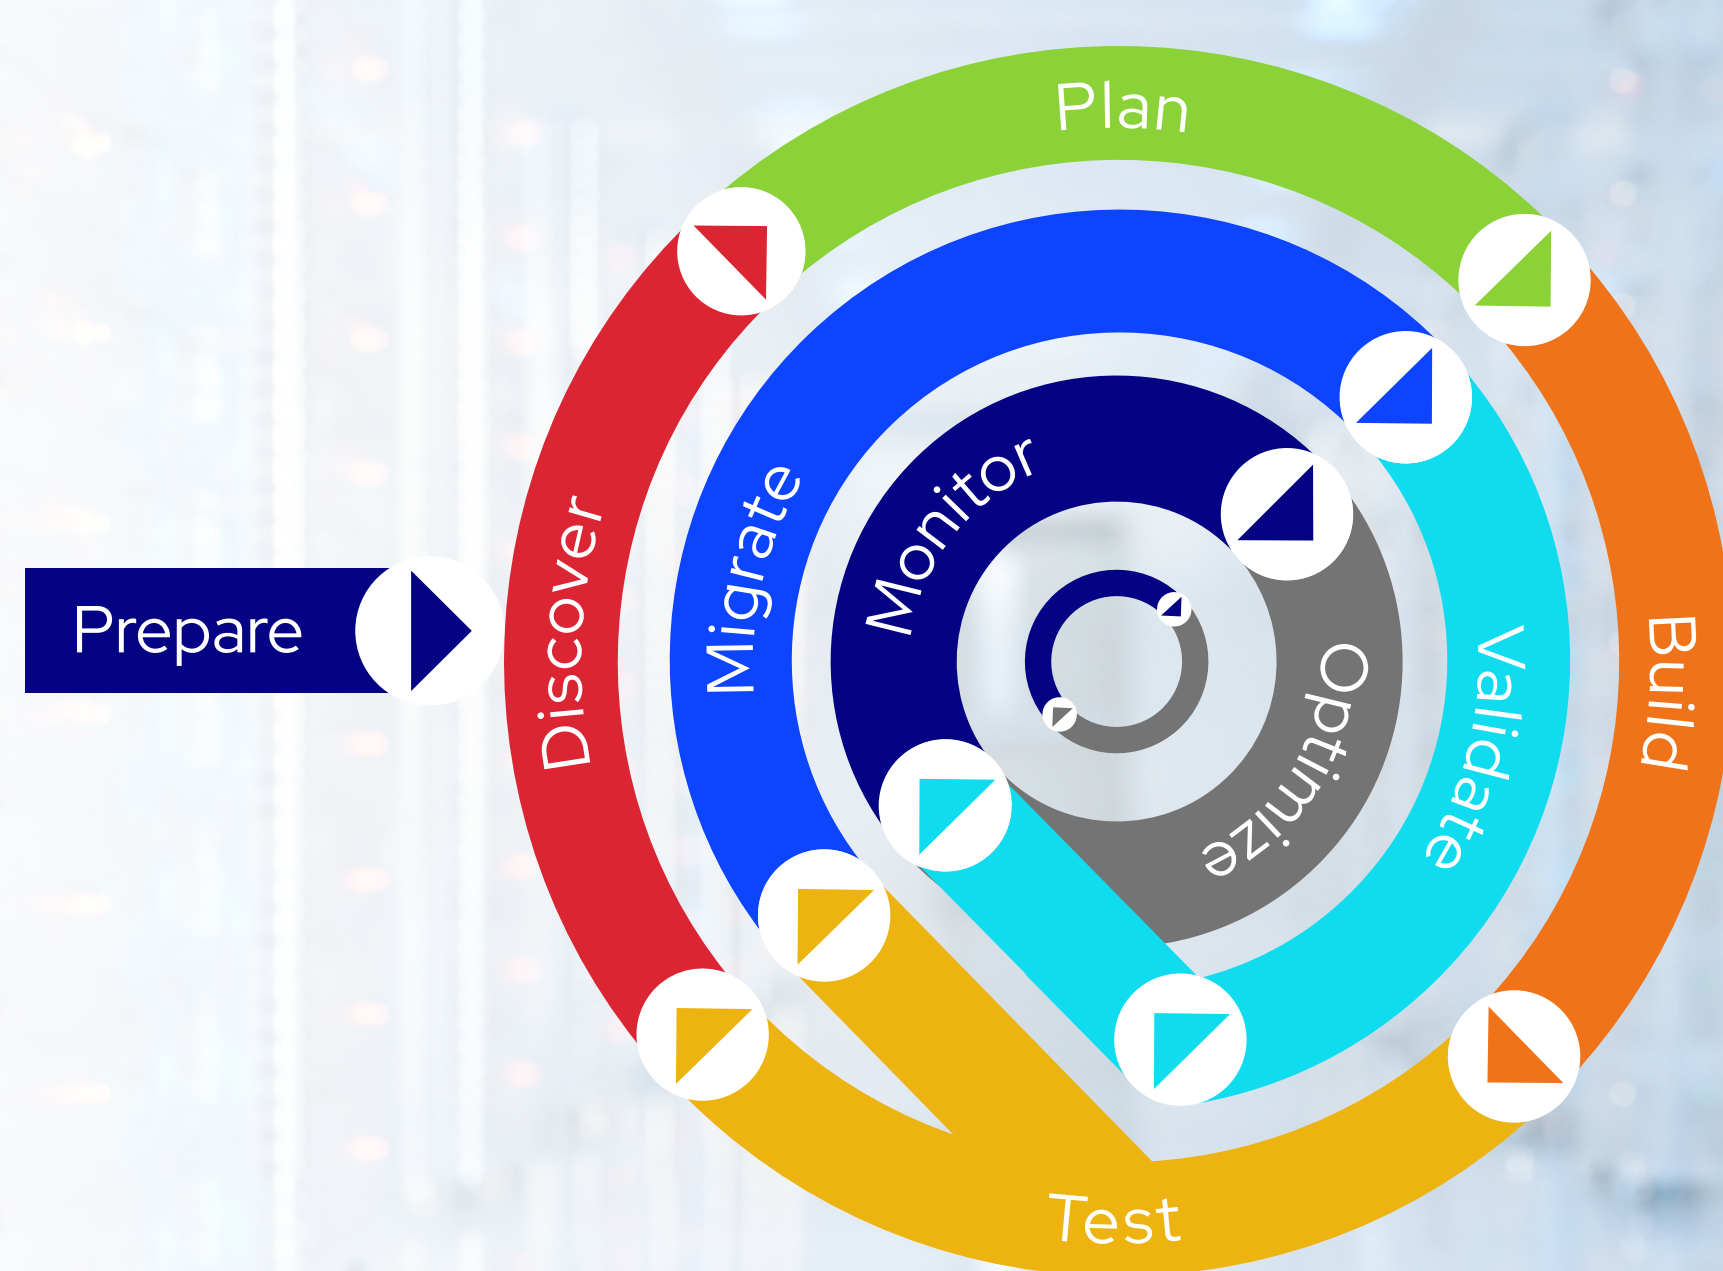 Prepare
Discover
Plan
Build
Test
Migrate
Validate
Monitor
Optimize